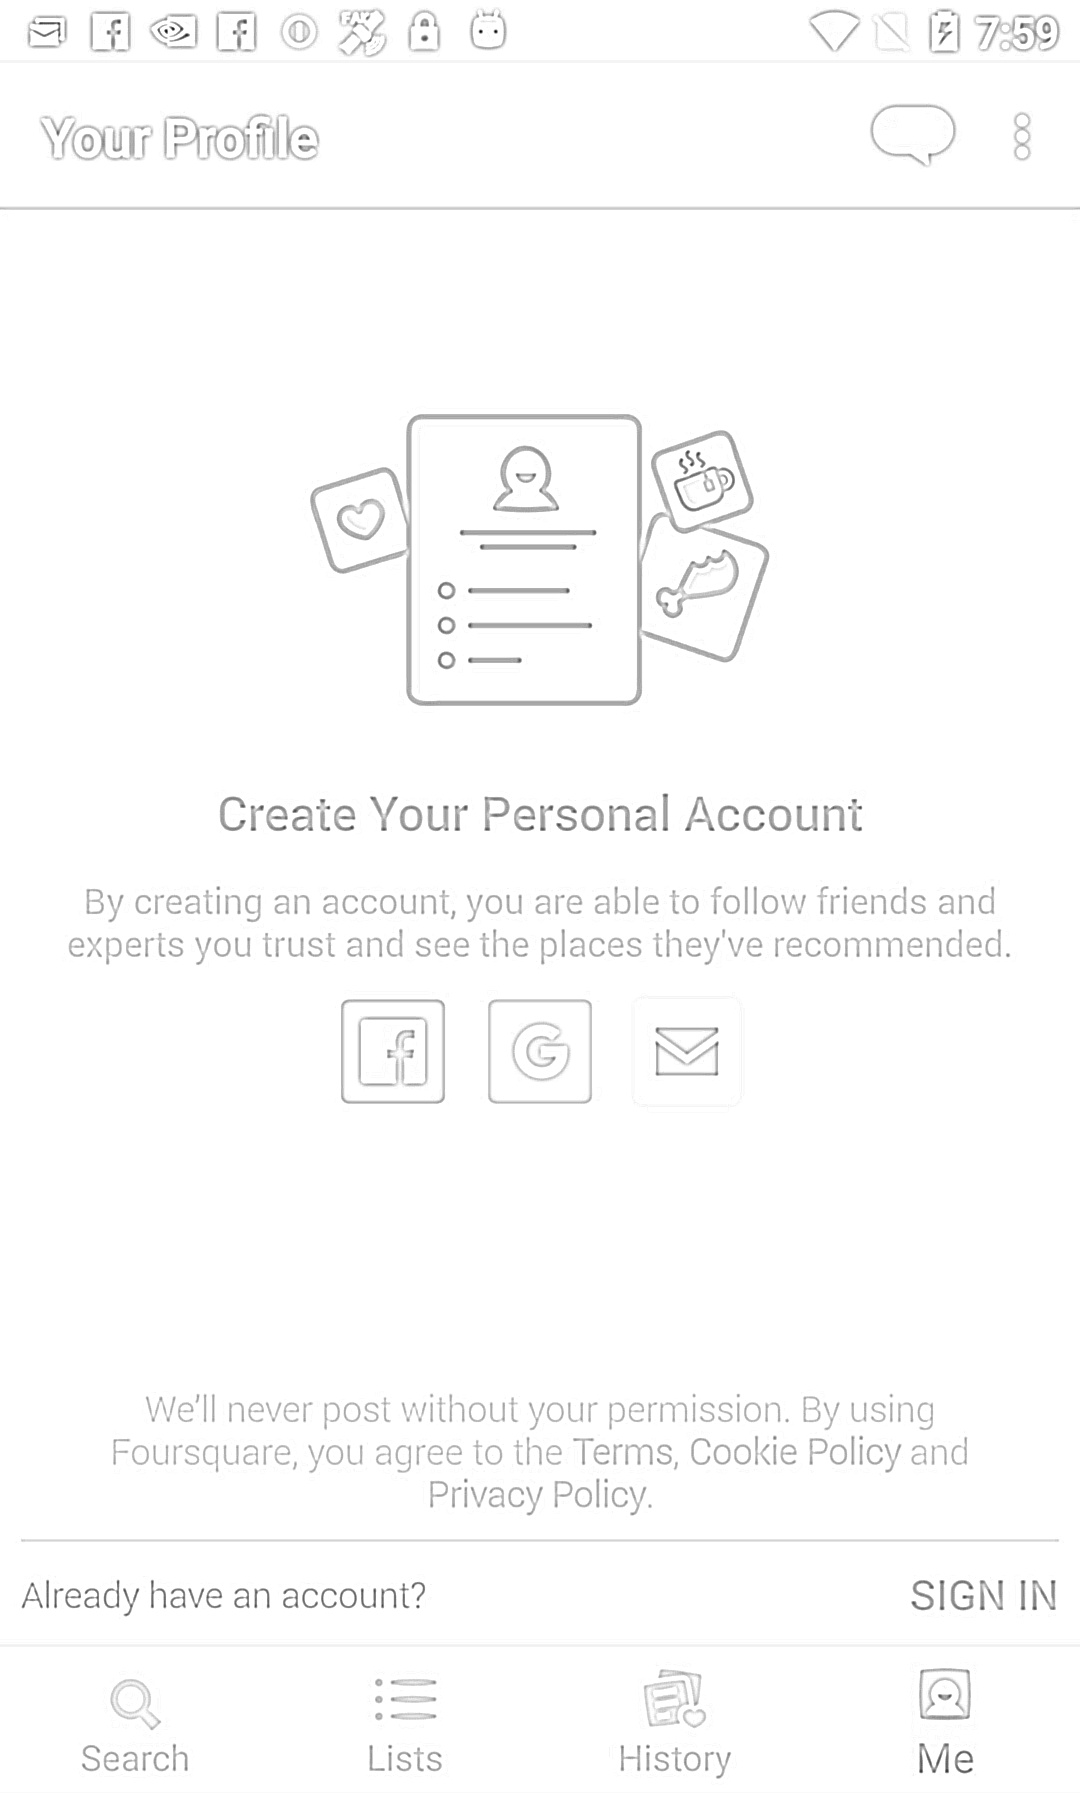 7:59
Your Profile
Create Your Personal Account
By creating an account, you are able to follow friends and
experts you trust and see the places they've recommended.
We'll never post without your permission. By using
Foursquare, you agree to the Terms, Cookie Policy and
Privacy Policy.
Already have an account? SIGN IN
Search Lists History Me